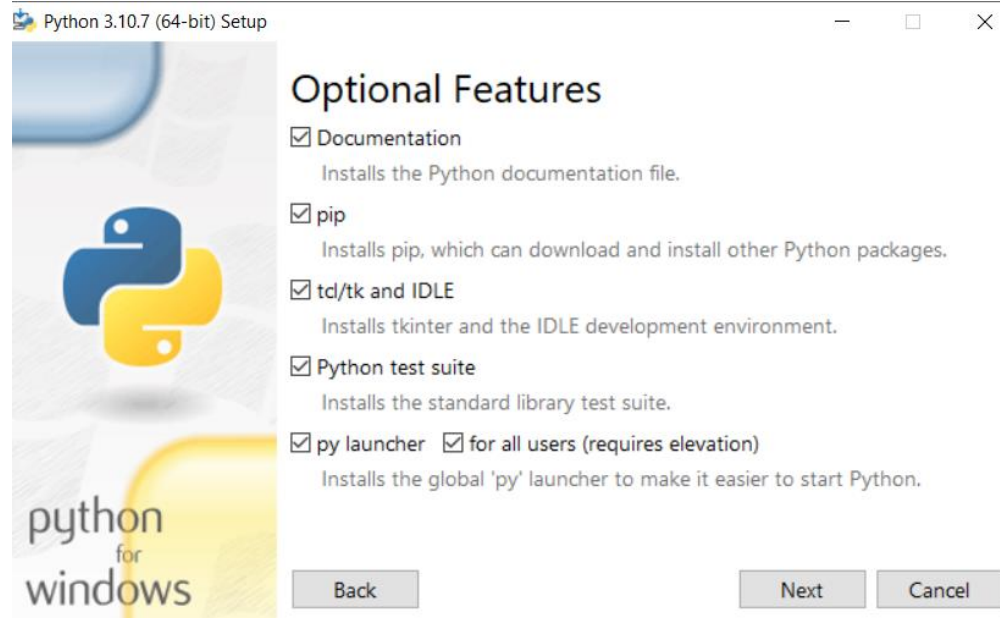 Python 3.10.7 (64-bit) Setup
Optional Features
Documentation
Installs the Python documentation file.
pip
Installs pip, which can download and install other Python packages.
tcl/tk and IDLE
Installs tkinter and the IDLE development environment.
Python test suite
Installs the standard library test suite.
py launcher for all users (requires elevation)
Installs the global 'py' launcher to make it easier to start Python.
python
for
windows
Back Next Cancel